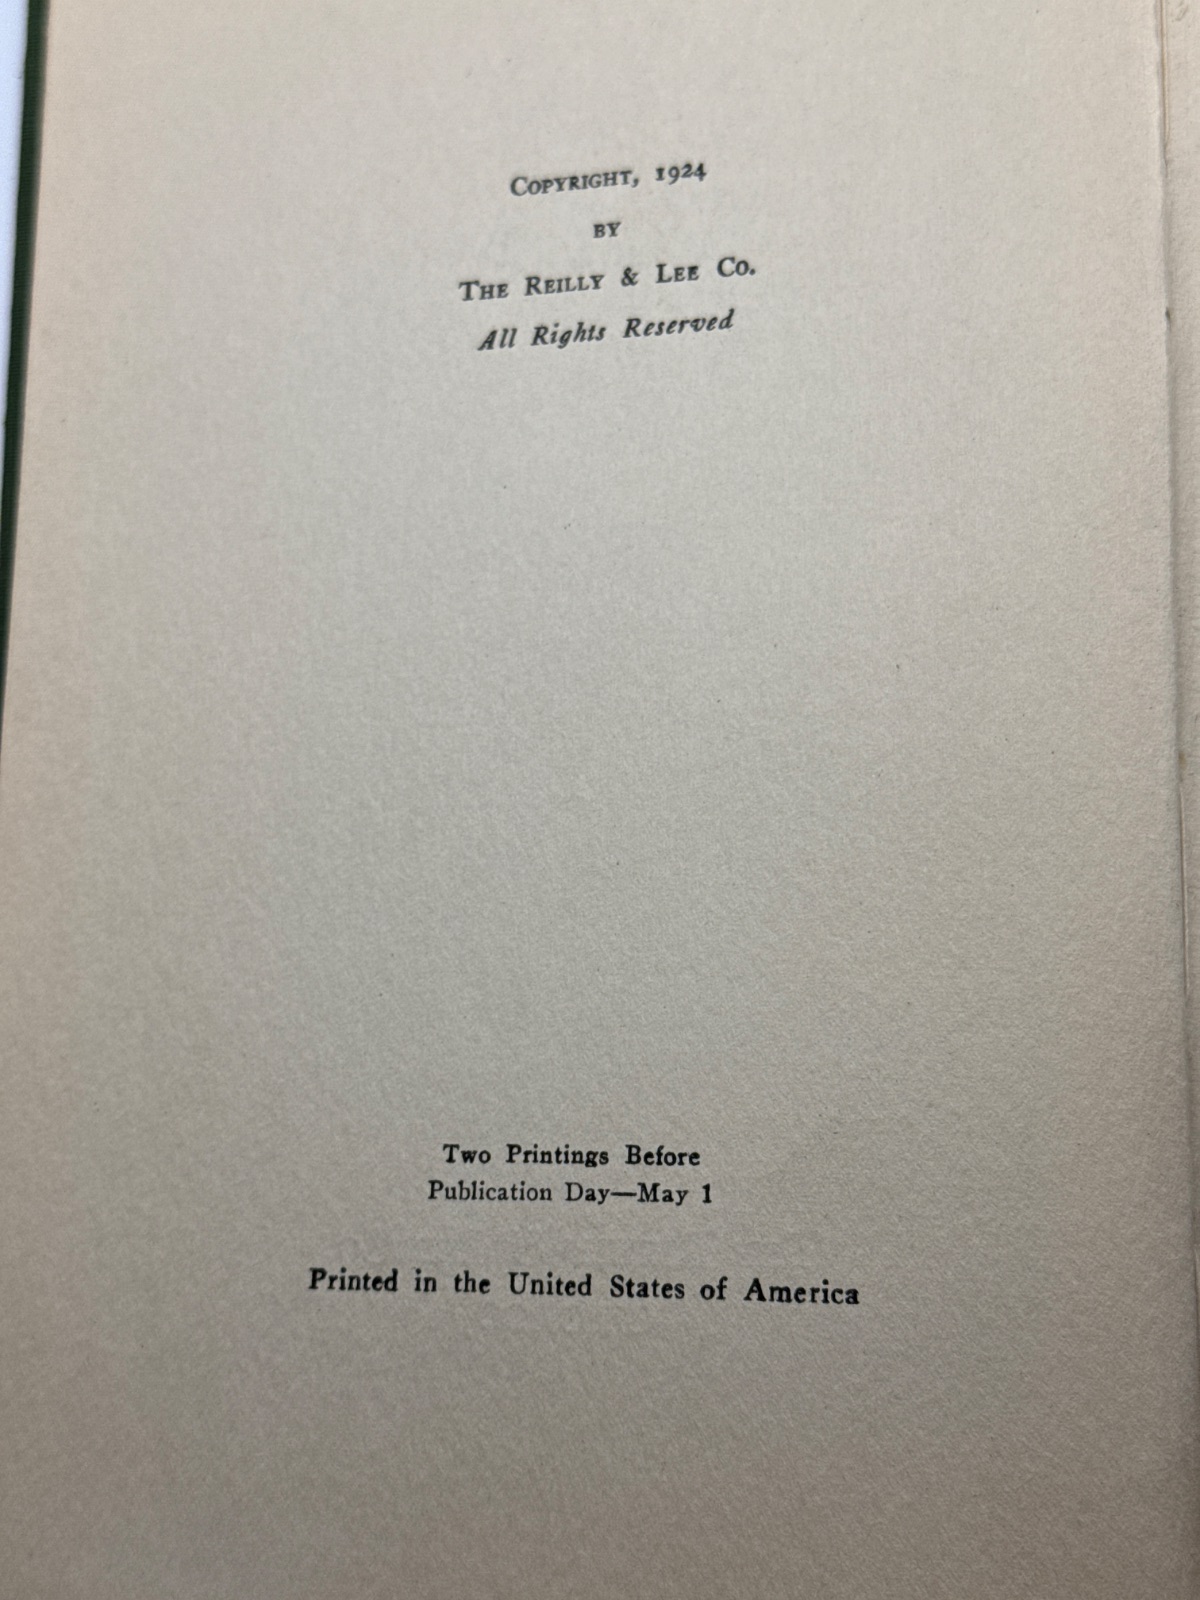 Copyright, 1924
by
The Reilly & Lee Co.
All Rights Reserved
Two Printings Before
Publication Day—May 1
Printed in the United States of America